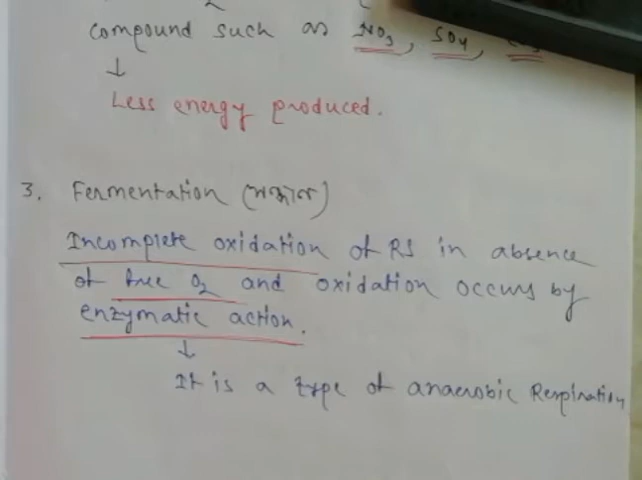 compound such as NO3, SO4,
↓
Less energy produced.
3. Fermentation (সন্ধান)
Incomplete oxidation of RS in absence
of free O2 and oxidation occurs by
enzymatic action.
↓
It is a type of anaerobic Respiration